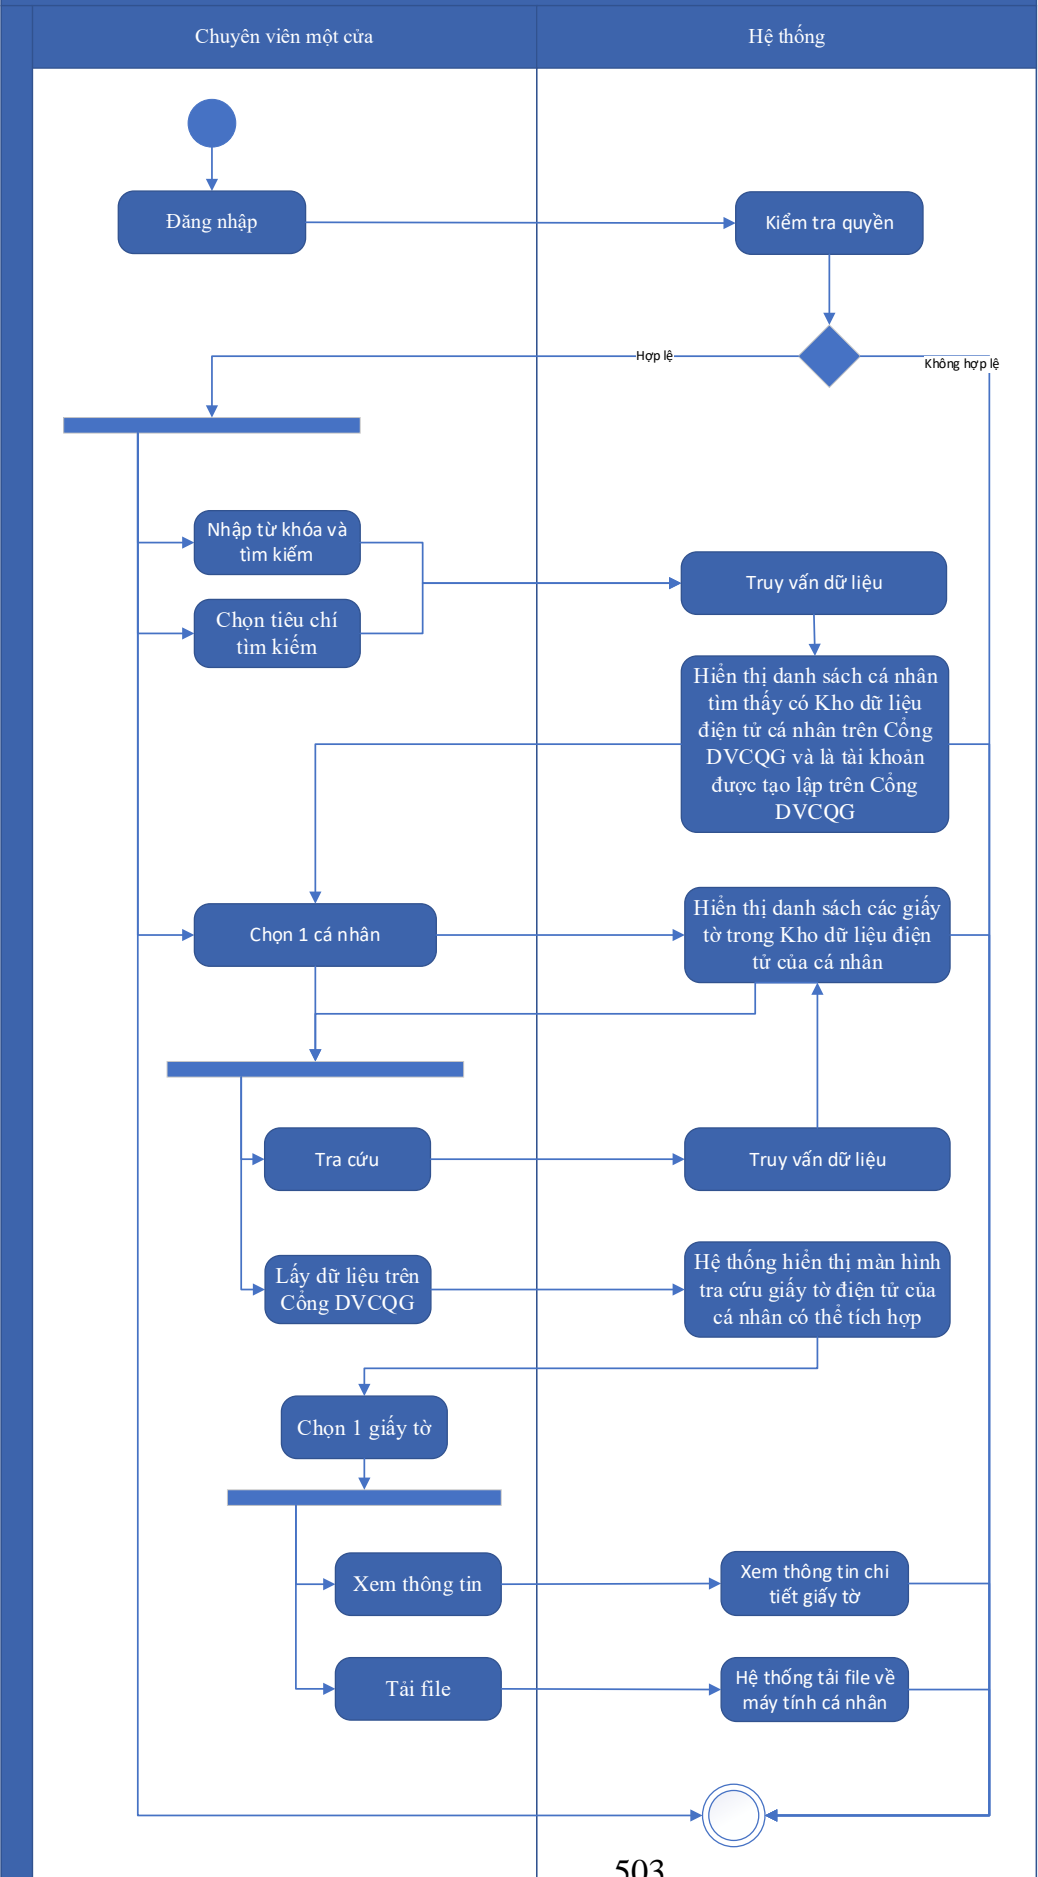 Chuyên viên một cửa
Hệ thống
Đăng nhập
Kiểm tra quyền
Hợp lệ
Không hợp lệ
Nhập từ khóa và
tìm kiếm
Chọn tiêu chí
tìm kiếm
Truy vấn dữ liệu
Hiển thị danh sách cá nhân
tìm thấy có Kho dữ liệu
điện tử cá nhân trên Cổng
DVCQG và là tài khoản
được tạo lập trên Cổng
DVCQG
Chọn 1 cá nhân
Hiển thị danh sách các giấy
tờ trong Kho dữ liệu điện
tử của cá nhân
Tra cứu
Truy vấn dữ liệu
Lấy dữ liệu trên
Cổng DVCQG
Hệ thống hiển thị màn hình
tra cứu giấy tờ điện tử của
cá nhân có thể tích hợp
Chọn 1 giấy tờ
Xem thông tin
Xem thông tin chi
tiết giấy tờ
Tải file
Hệ thống tải file về
máy tính cá nhân
503